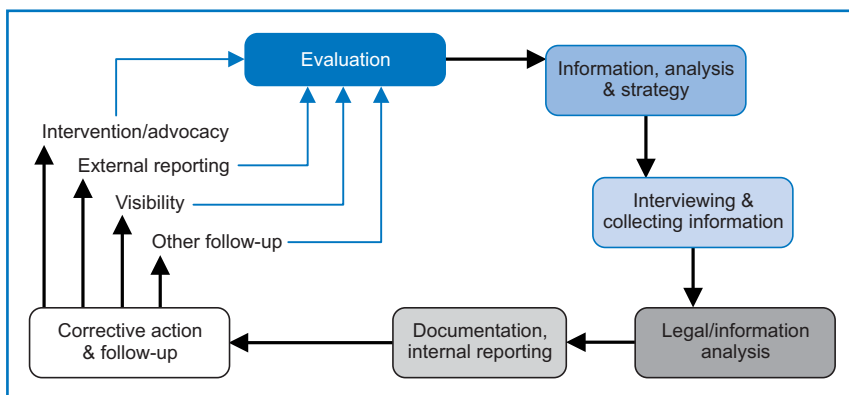 Evaluation
Information, analysis
& strategy
Intervention/advocacy
External reporting
Visibility
Other follow-up
Interviewing &
collecting information
Corrective action
& follow-up
Documentation,
internal reporting
Legal/information
analysis